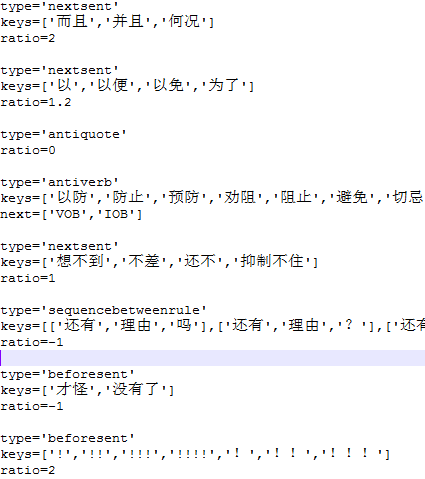 type='nextsent'
keys=['而且','并且','何况']
ratio=2
type='nextsent'
keys=['以','以便','以免','为了']
ratio=1.2
type='antiquote'
ratio=0
type='antiverb'
keys=['以防','防止','预防','劝阻','阻止','避免','切忌
next=['VOB','IOB']
type='nextsent'
keys=['想不到','不差','还不','抑制不住']
ratio=1
type='sequencebetweenrule'
keys=[['还有','理由','吗'],['还有','理由','？'],['还有
ratio=-1
type='beforesent'
keys=['才怪','没有了']
ratio=-1
type='beforesent'
keys=['!','!!','!!!','!!!!','！','！！','！！！']
ratio=2